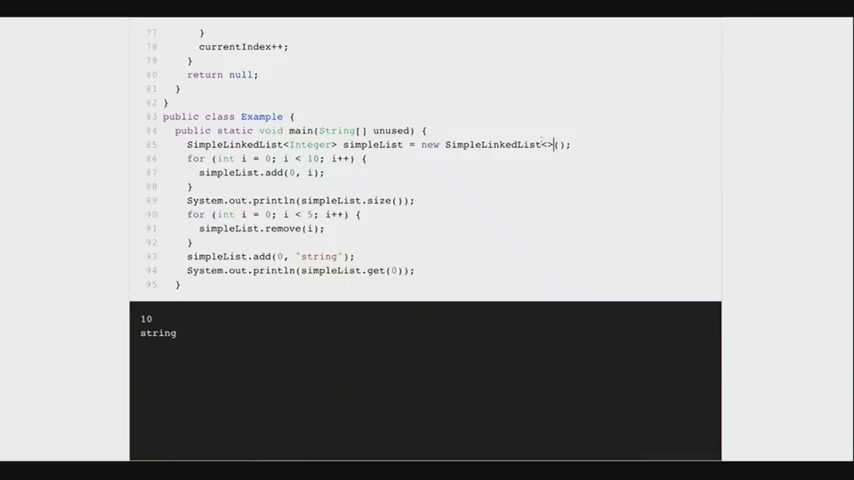 77 }
78 currentIndex++;
79 }
80 return null;
81 }
82 }
83 public class Example {
84 public static void main(String[] unused) {
85 SimpleLinkedList<Integer> simpleList = new SimpleLinkedList<>();
86 for (int i = 0; i < 10; i++) {
87 simpleList.add(0, i);
88 }
89 System.out.println(simpleList.size());
90 for (int i = 0; i < 5; i++) {
91 simpleList.remove(i);
92 }
93 simpleList.add(0, "string");
94 System.out.println(simpleList.get(0));
95 }
10
string